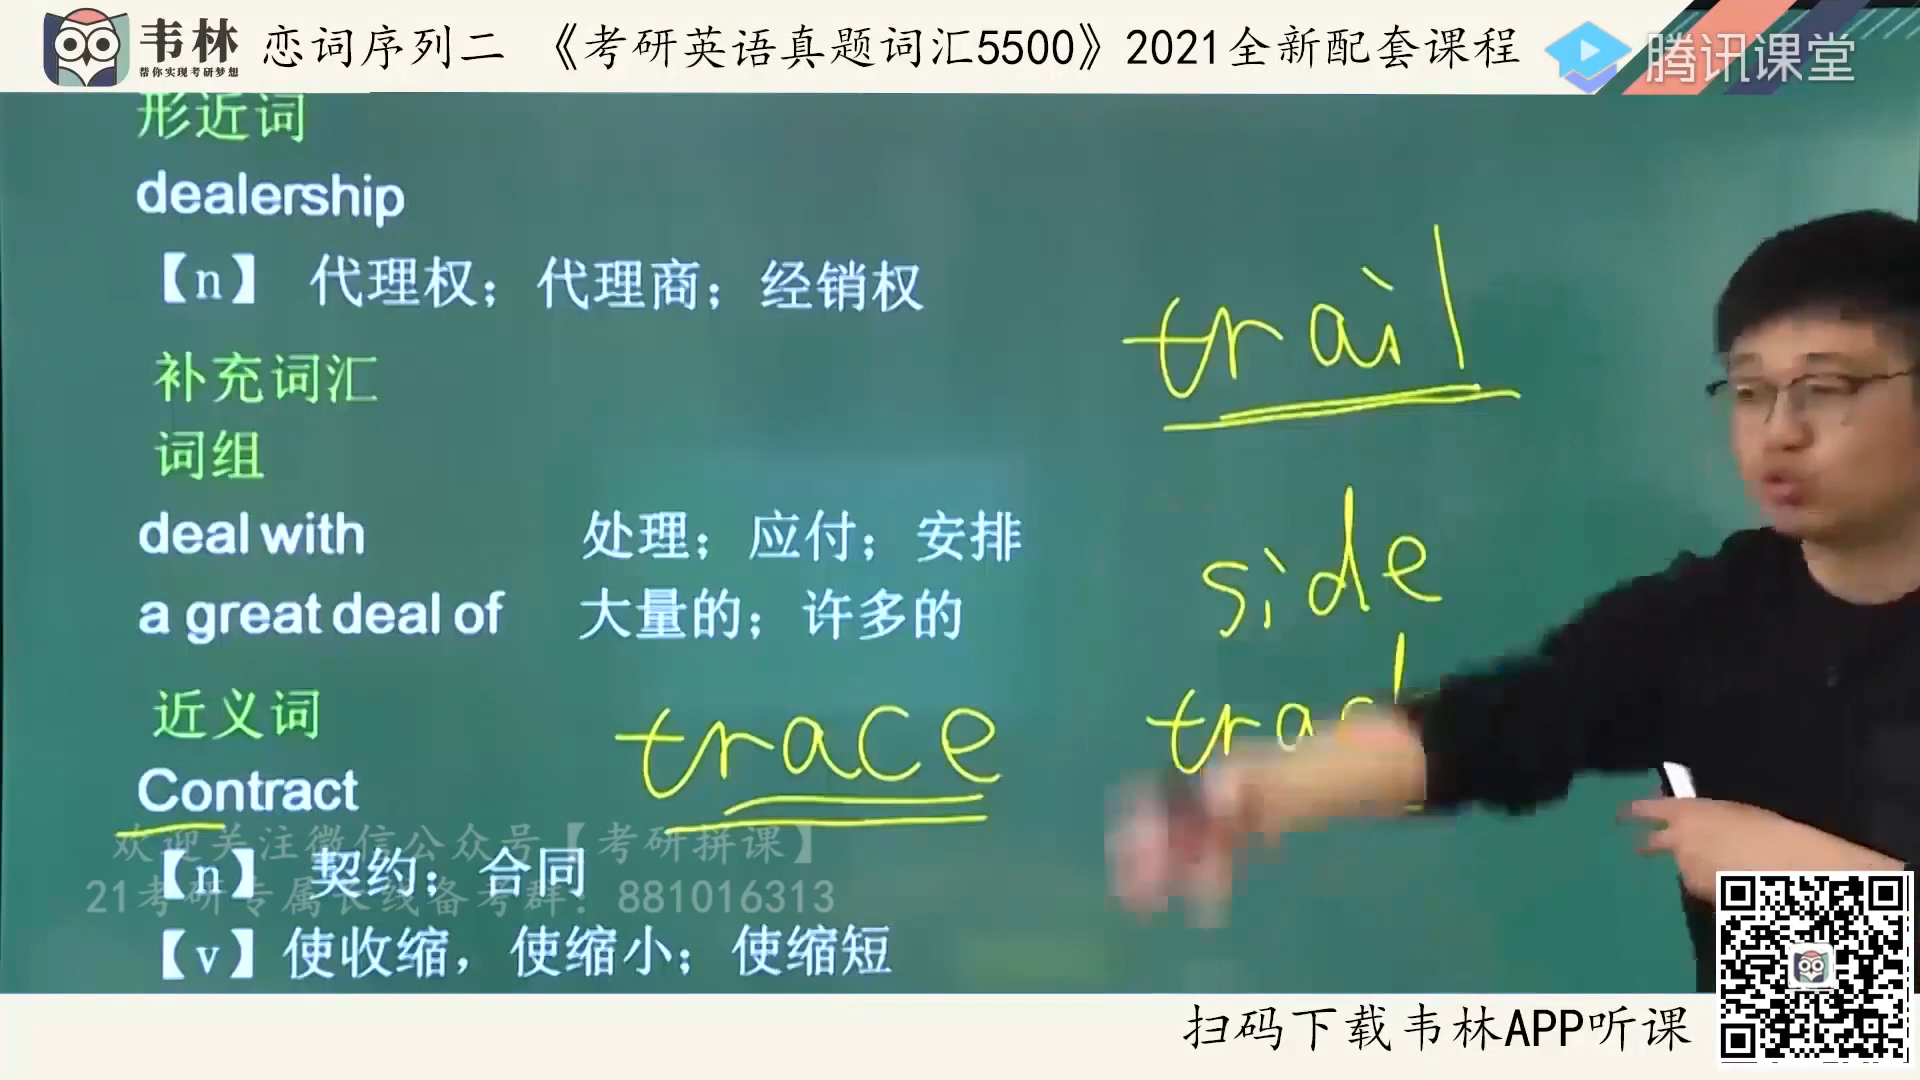 韦林
帮你实现考研梦想
恋词序列二 《考研英语真题词汇5500》2021全新配套课程
腾讯课堂
形近词
dealership
【n】 代理权；代理商；经销权
补充词汇
词组
deal with 处理；应付；安排
a great deal of 大量的；许多的
近义词
Contract
【n】 契约；合同
【v】使收缩，使缩小；使缩短
trail
side
trace
欢迎关注微信公众号【考研拼课】
21考研专属长线备考群：881016313
扫码下载韦林APP听课